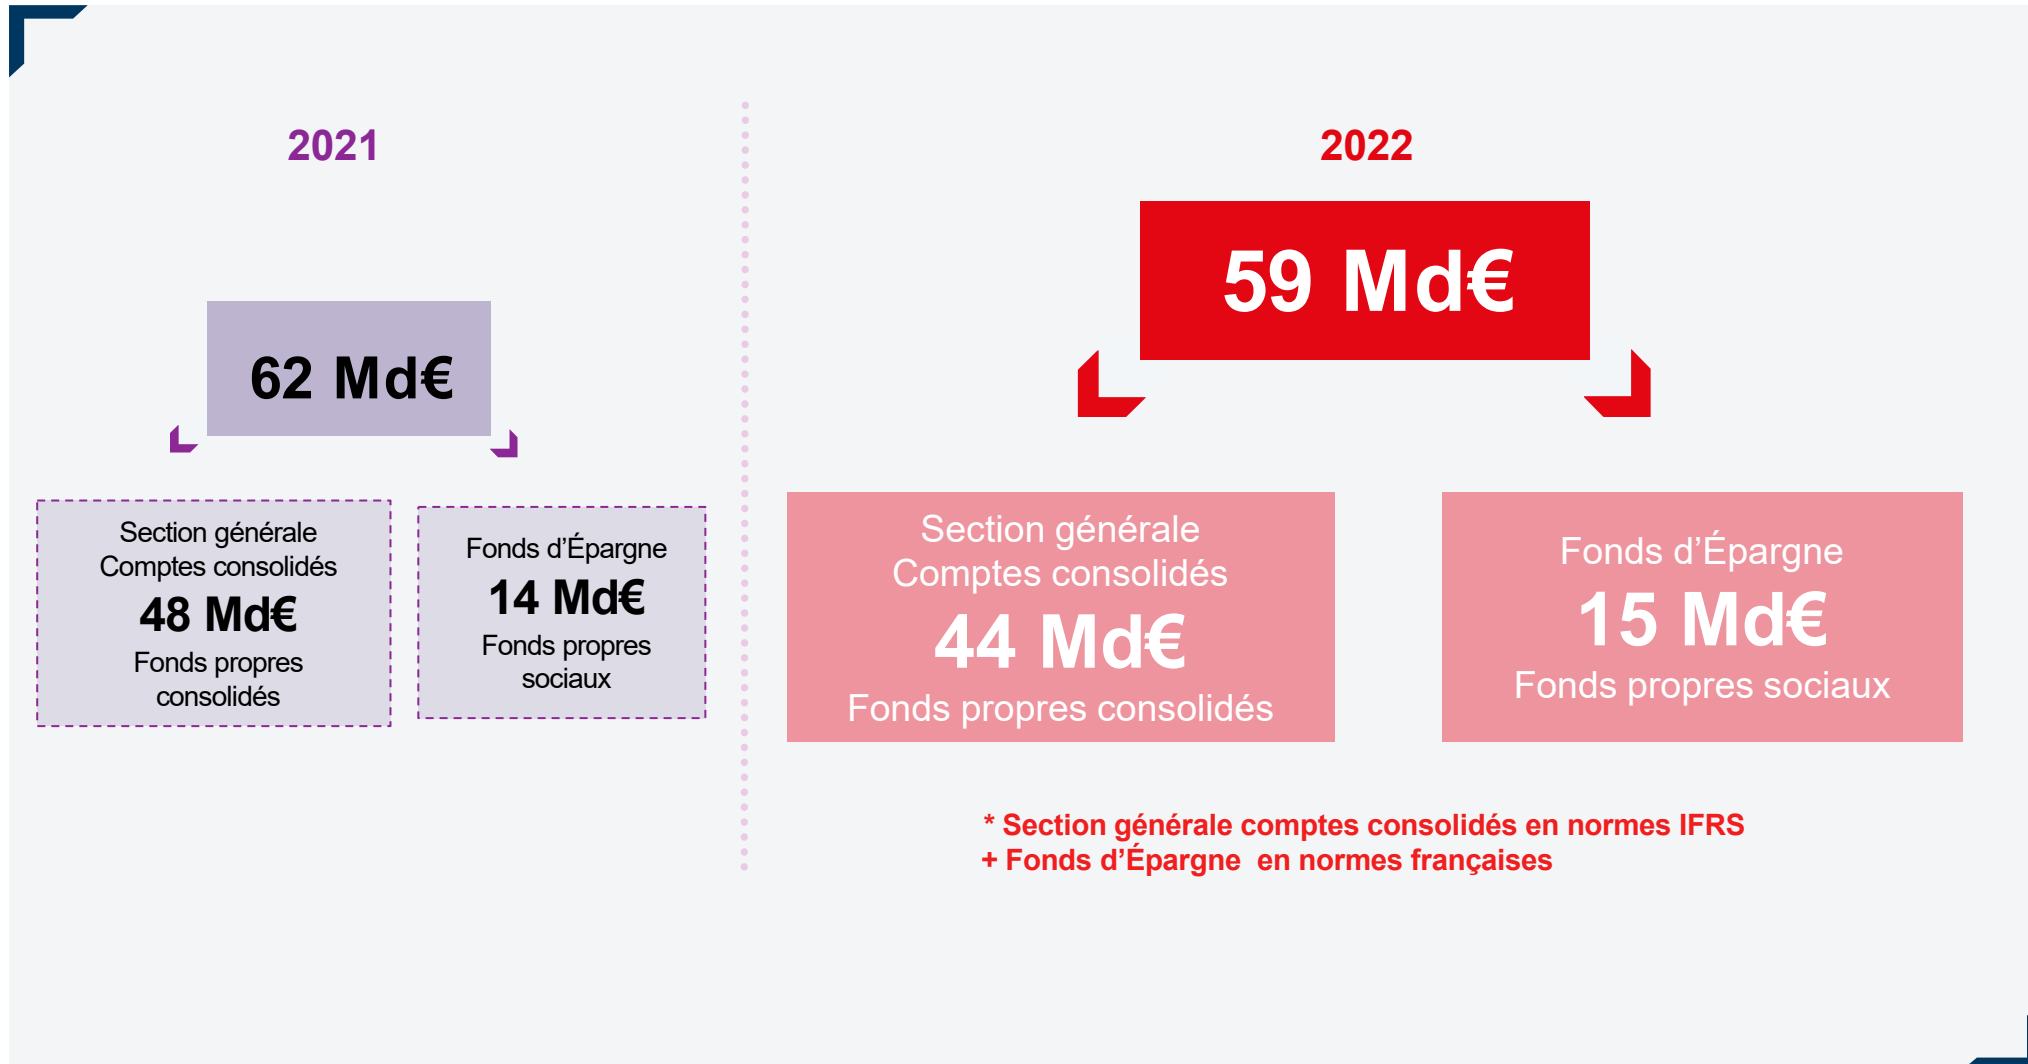 2021
62 Md€
Section générale
Comptes consolidés
48 Md€
Fonds propres
consolidés
Fonds d’Épargne
14 Md€
Fonds propres
sociaux
2022
59 Md€
Section générale
Comptes consolidés
44 Md€
Fonds propres consolidés
Fonds d’Épargne
15 Md€
Fonds propres sociaux
* Section générale comptes consolidés en normes IFRS
+ Fonds d’Épargne  en normes françaises